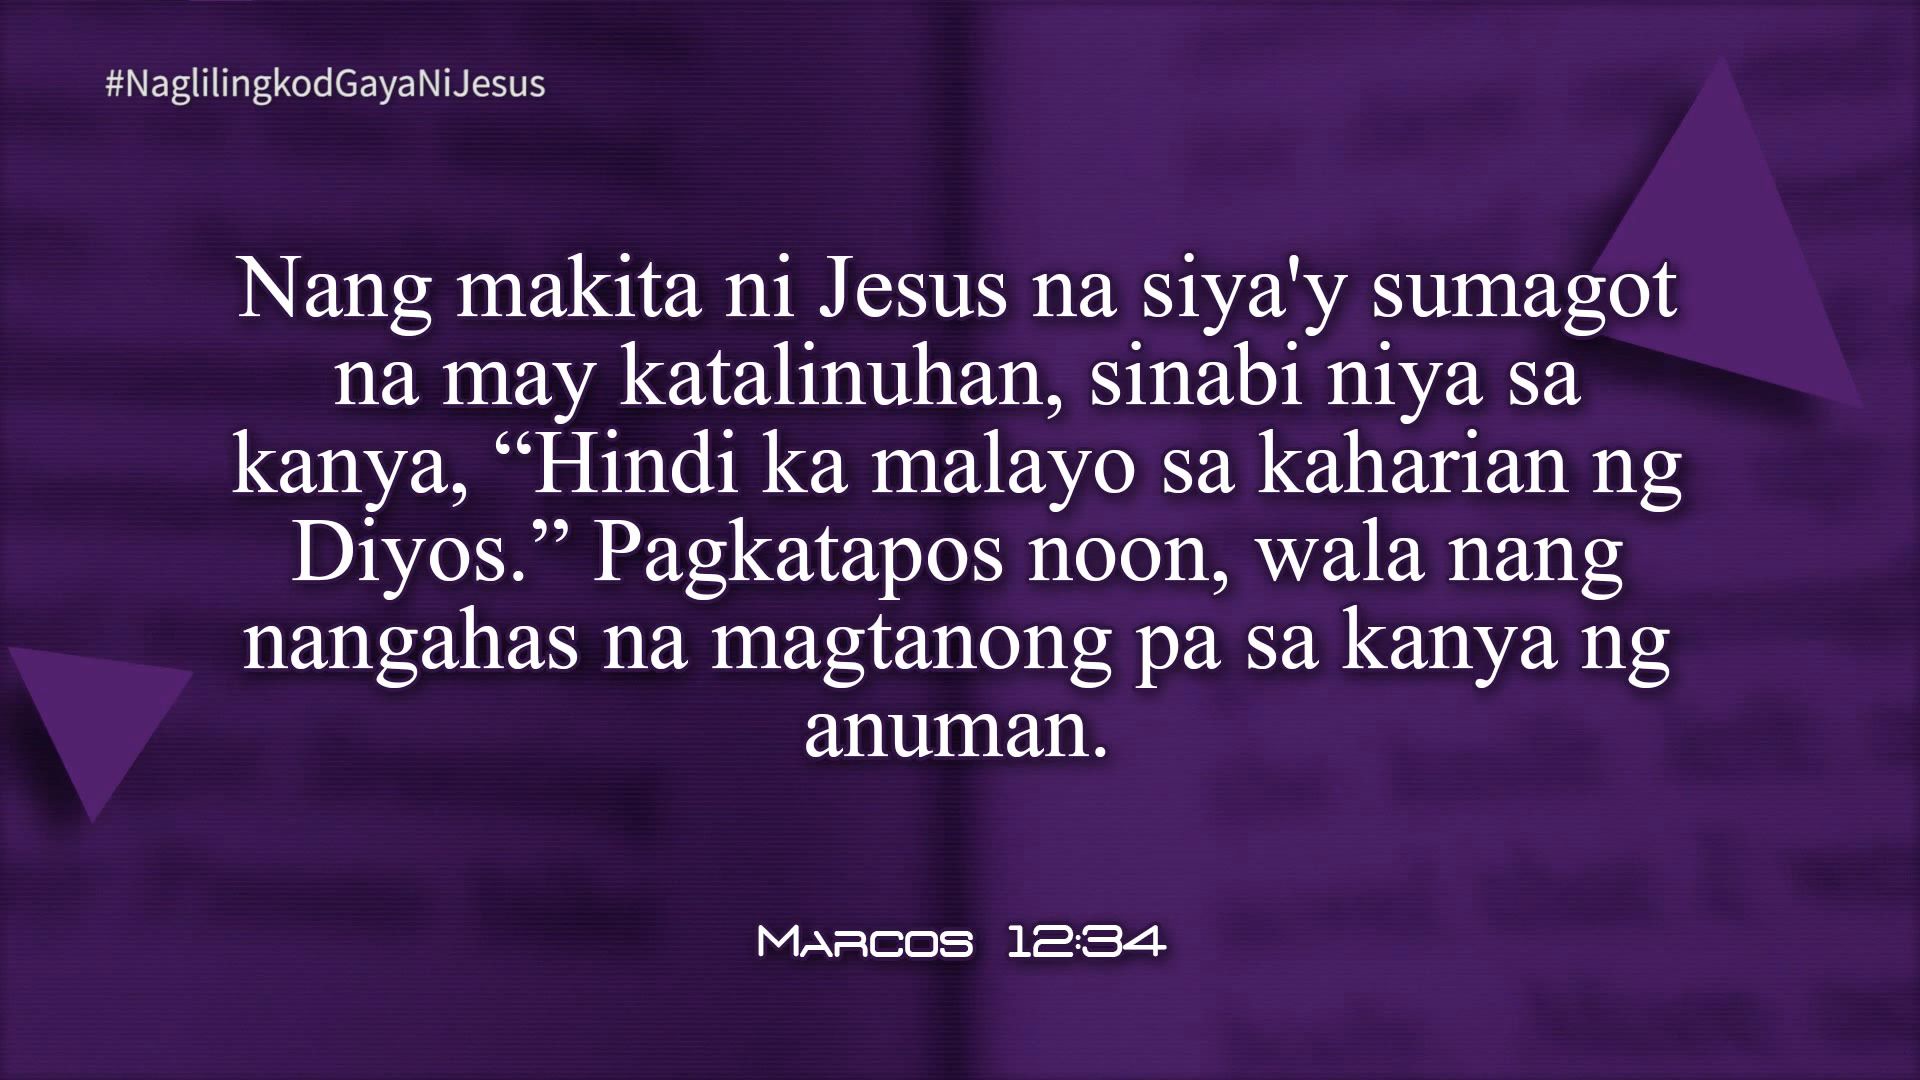 #NaglilingkodGayaNiJesus
Nang makita ni Jesus na siya'y sumagot
na may katalinuhan, sinabi niya sa
kanya, “Hindi ka malayo sa kaharian ng
Diyos.” Pagkatapos noon, wala nang
nangahas na magtanong pa sa kanya ng
anuman.
Marcos 12:34